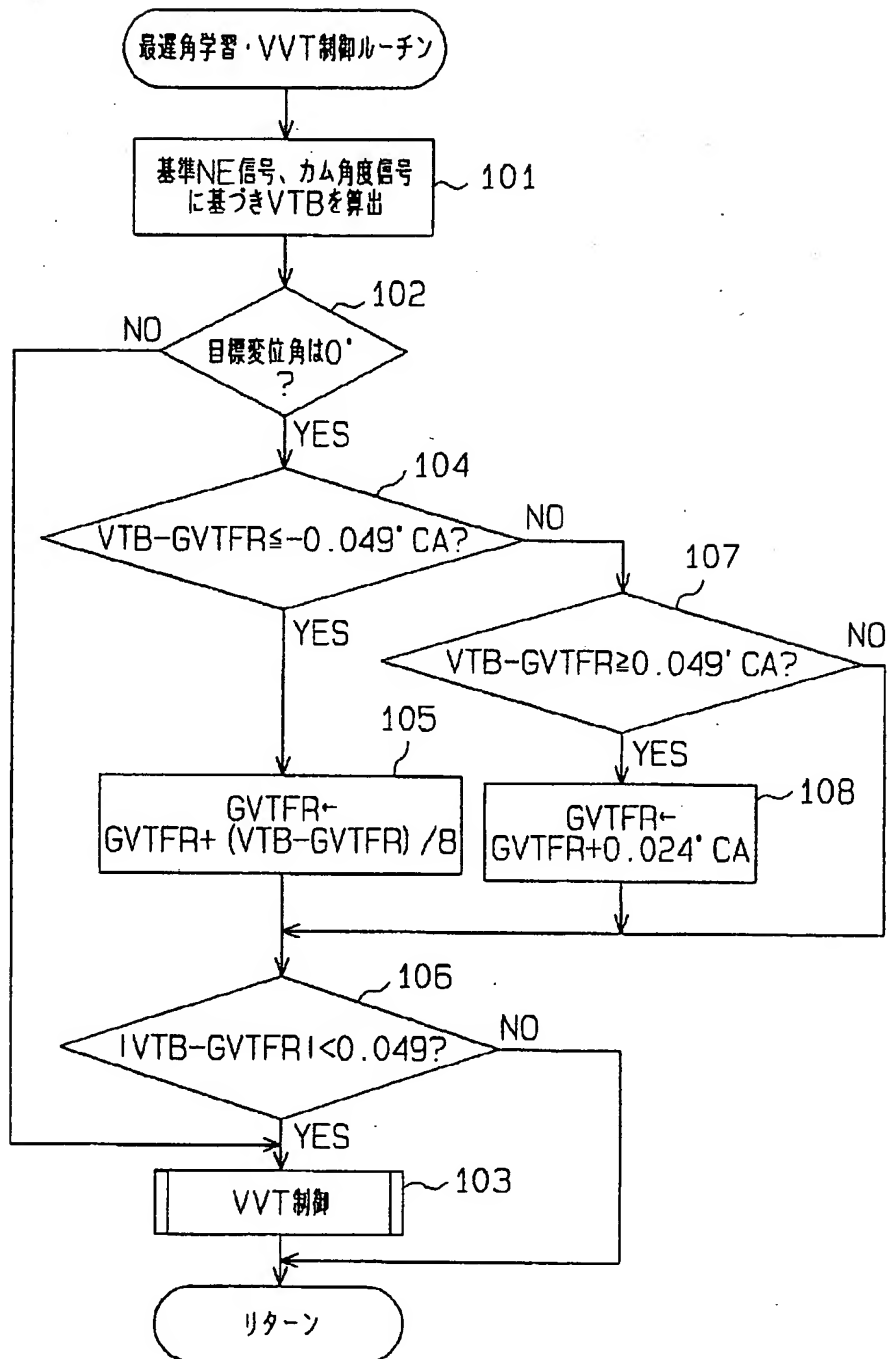 最遅角学習・VVT制御ルーチン
基準NE信号、カム角度信号
に基づきVTBを算出
101
102
NO
目標変位角は0°
?
YES
104
VTB-GVTFR≦-0.049°CA?
NO
107
YES
VTB-GVTFR≧0.049°CA?
NO
105
YES
GVTFR←
GVTFR+(VTB-GVTFR)/8
108
GVTFR←
GVTFR+0.024°CA
106
|VTB-GVTFR|<0.049?
NO
YES
VVT制御
103
リターン